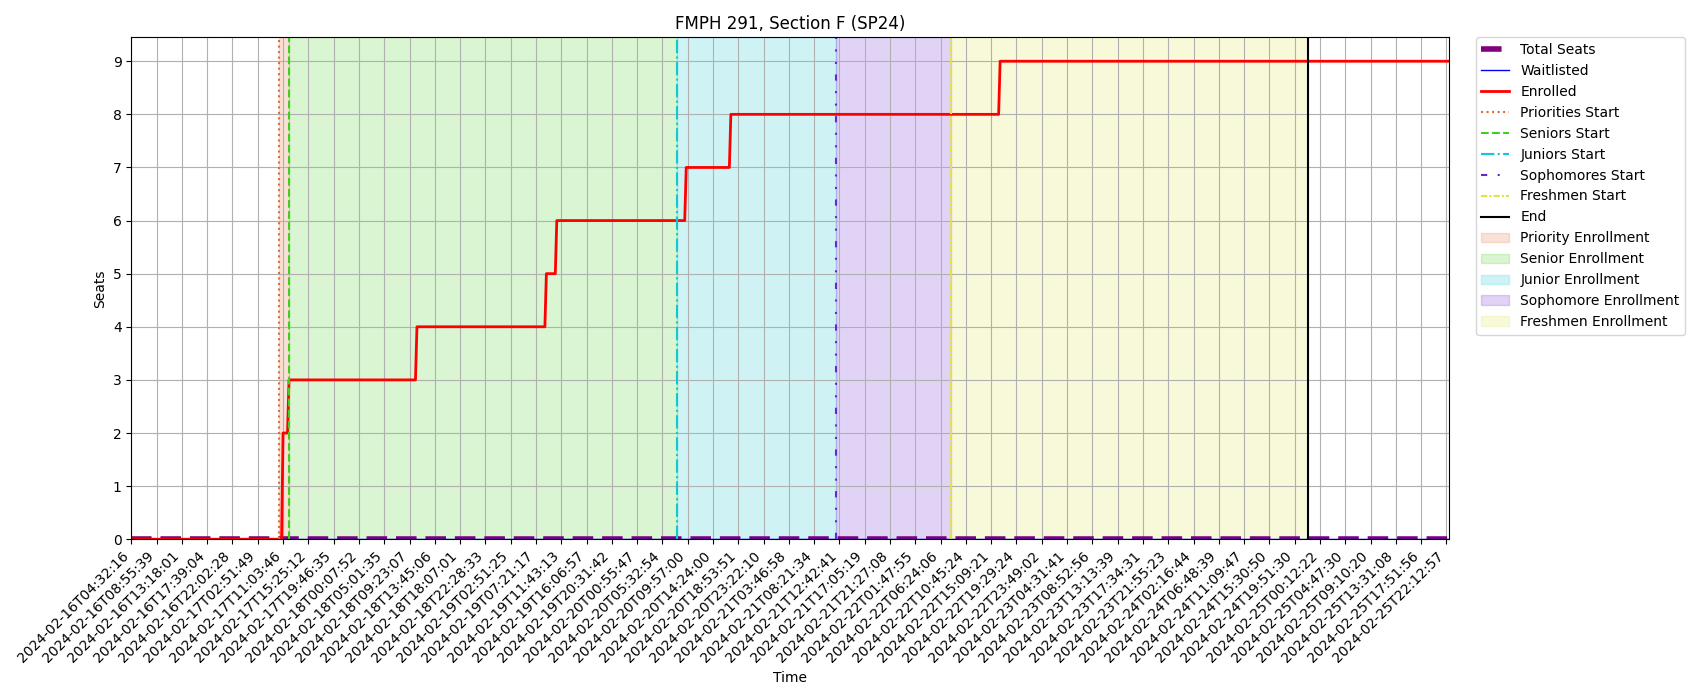 FMPH 291, Section F (SP24)
Seats
9
8
7
6
5
4
3
2
1
0
2024-02-16T04:32:16
2024-02-16T08:55:39
2024-02-16T13:18:01
2024-02-16T17:39:04
2024-02-16T22:02:28
2024-02-17T02:51:49
2024-02-17T11:03:46
2024-02-17T15:25:12
2024-02-17T19:46:35
2024-02-18T00:07:52
2024-02-18T05:01:35
2024-02-18T09:23:07
2024-02-18T13:45:06
2024-02-18T18:07:01
2024-02-18T22:28:33
2024-02-19T02:51:25
2024-02-19T07:21:17
2024-02-19T11:43:13
2024-02-19T16:06:57
2024-02-19T20:31:42
2024-02-20T00:55:47
2024-02-20T05:32:54
2024-02-20T09:57:00
2024-02-20T14:24:00
2024-02-20T18:53:51
2024-02-20T23:22:10
2024-02-21T03:46:58
2024-02-21T08:21:34
2024-02-21T12:42:41
2024-02-21T17:05:19
2024-02-21T21:27:08
2024-02-22T01:47:55
2024-02-22T06:24:06
2024-02-22T10:45:24
2024-02-22T15:09:21
2024-02-22T19:29:24
2024-02-22T23:49:02
2024-02-23T04:31:41
2024-02-23T08:52:56
2024-02-23T13:13:39
2024-02-23T17:34:31
2024-02-23T21:55:23
2024-02-24T02:16:44
2024-02-24T06:48:39
2024-02-24T11:09:47
2024-02-24T15:30:50
2024-02-24T19:51:30
2024-02-25T00:12:22
2024-02-25T04:47:30
2024-02-25T09:10:20
2024-02-25T13:31:08
2024-02-25T17:51:56
2024-02-25T22:12:57
Time
Total Seats
Waitlisted
Enrolled
Priorities Start
Seniors Start
Juniors Start
Sophomores Start
Freshmen Start
End
Priority Enrollment
Senior Enrollment
Junior Enrollment
Sophomore Enrollment
Freshmen Enrollment